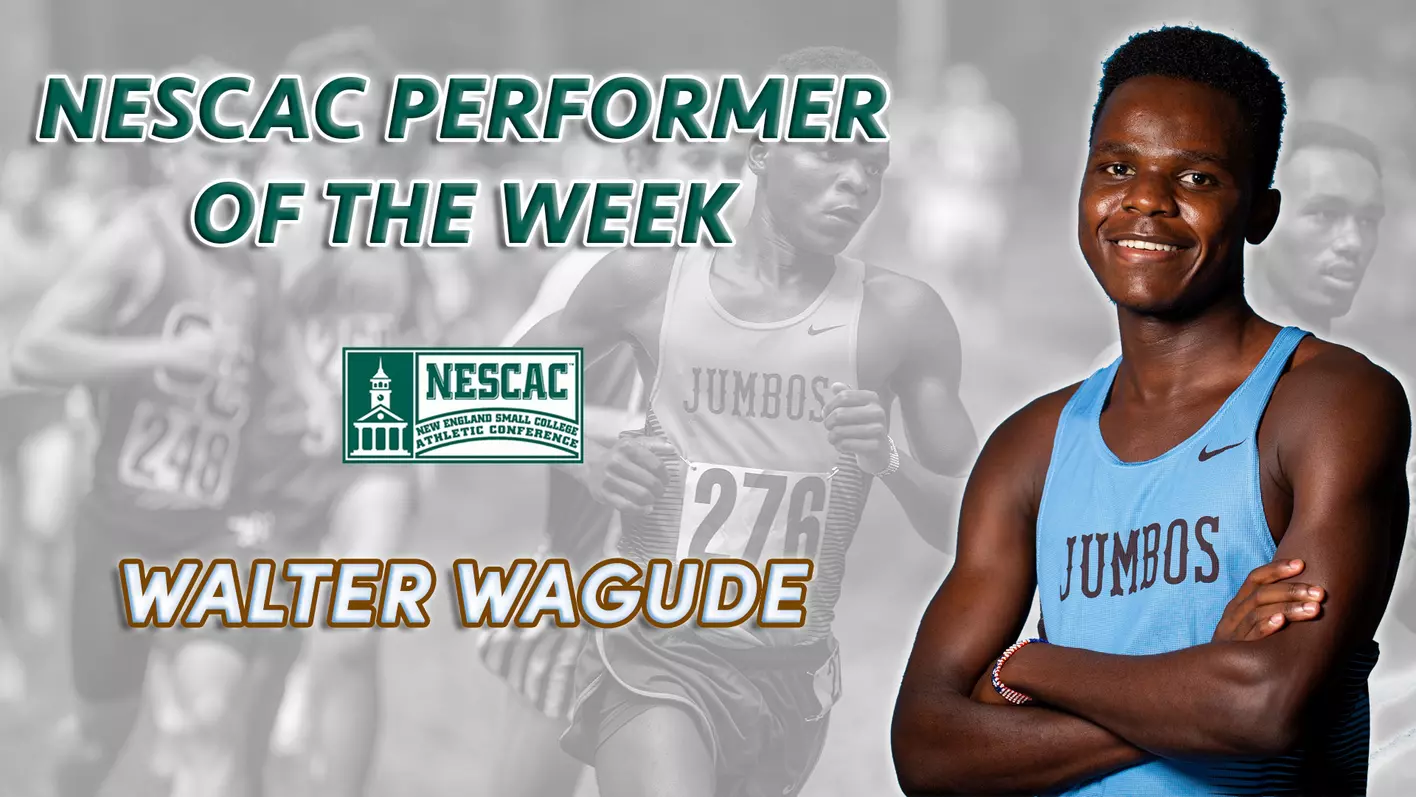 NESCAC PERFORMER
OF THE WEEK
NESCAC
NEW ENGLAND SMALL COLLEGE
ATHLETIC CONFERENCE
WALTER WAGUDE
JUMBOS
276
248
JUMBOS